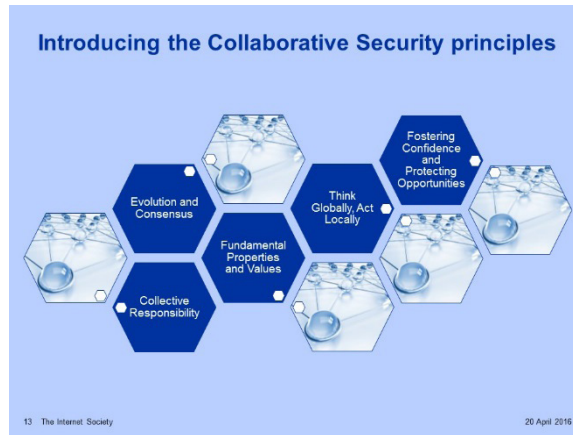 Introducing the Collaborative Security principles
Fostering
Confidence
and
Protecting
Opportunities
Evolution and
Consensus
Think
Globally, Act
Locally
Fundamental
Properties
and Values
Collective
Responsibility
13 The Internet Society
20 April 2016